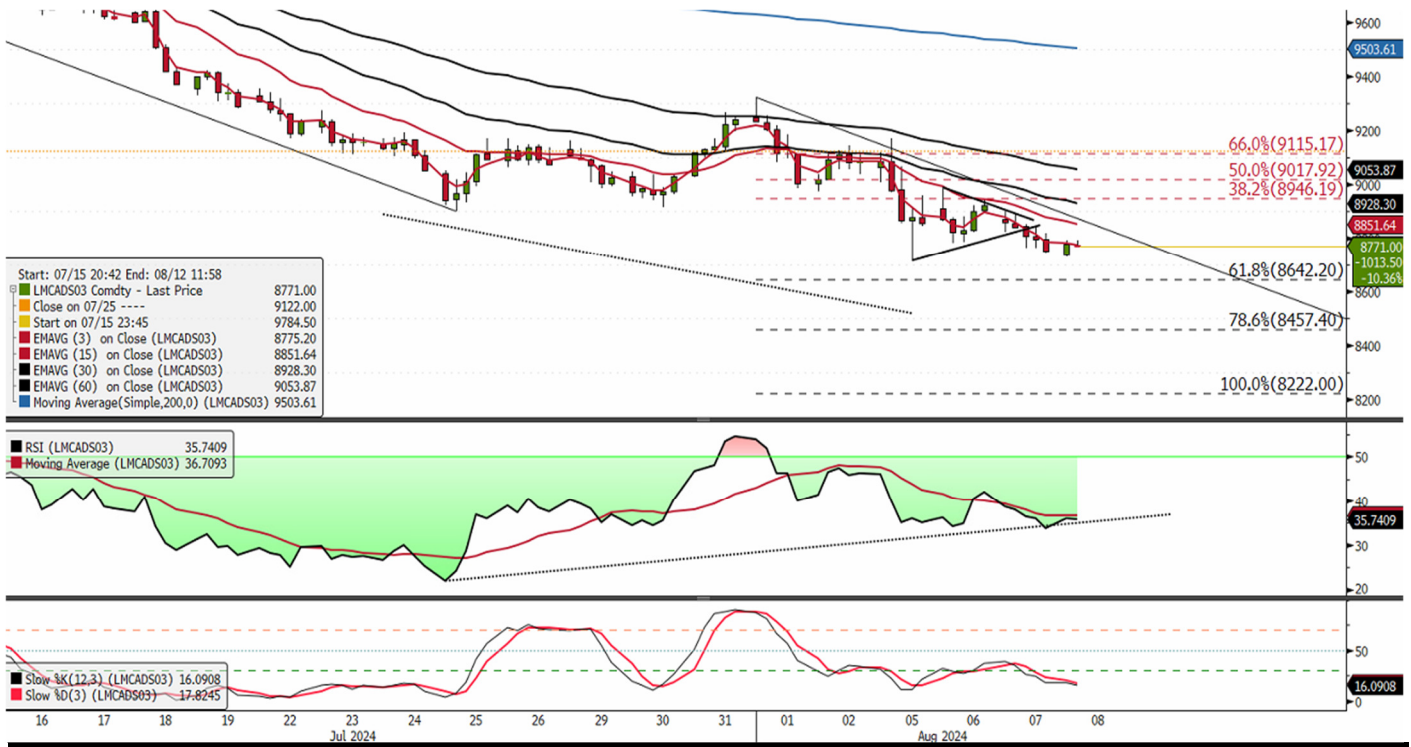 9600
9503.61
9400
9200
66.0%(9115.17)
9053.87
50.0%(9017.92)
9000
38.2%(8946.19)
8928.30
8851.64
8771.00
-1013.50
-10.36%
61.8%(8642.20)
8600
78.6%(8457.40)
8400
100.0%(8222.00)
8200
Start: 07/15 20:42 End: 08/12 11:58
LMCADS03 Comdty - Last Price 8771.00
Close on 07/25 ---- 9122.00
Start on 07/15 23:45 9784.50
EMAVG (3) on Close (LMCADS03) 8775.20
EMAVG (15) on Close (LMCADS03) 8851.64
EMAVG (30) on Close (LMCADS03) 8928.30
EMAVG (60) on Close (LMCADS03) 9053.87
Moving Average(Simple,200,0) (LMCADS03) 9503.61
RSI (LMCADS03) 35.7409
Moving Average (LMCADS03) 36.7093
50
40
35.7409
30
20
Slow %K(12,3) (LMCADS03) 16.0908
Slow %D(3) (LMCADS03) 17.8245
50
16.0908
0
16 17 18 19 22 23 24 25 26 29 30 31 01 02 05 06 07 08
Jul 2024 Aug 2024